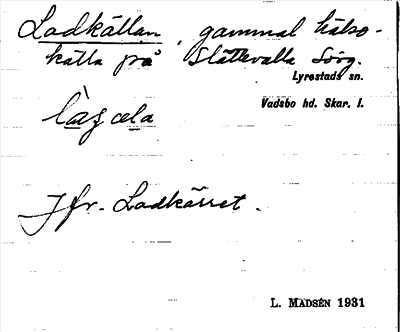 Ladkällan, gammal hälso-
källa på Slättevalla Sörg.
Lyrestads sn.
Vadsbo hd. Skar. l.
Jfr. Ladkärret.
L. MADSÉN 1931